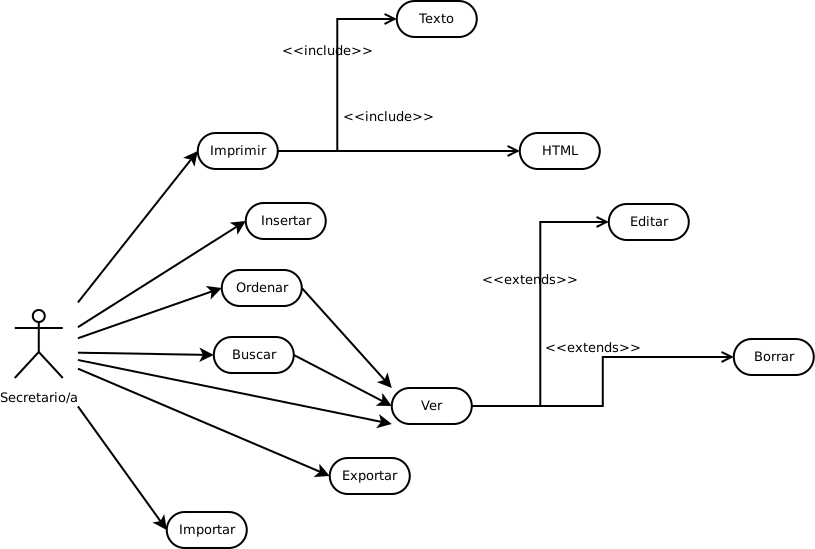 Texto
<<include>>
<<include>>
Imprimir
HTML
Insertar
Editar
Ordenar
<<extends>>
Buscar
<<extends>>
Borrar
Secretario/a
Ver
Exportar
Importar